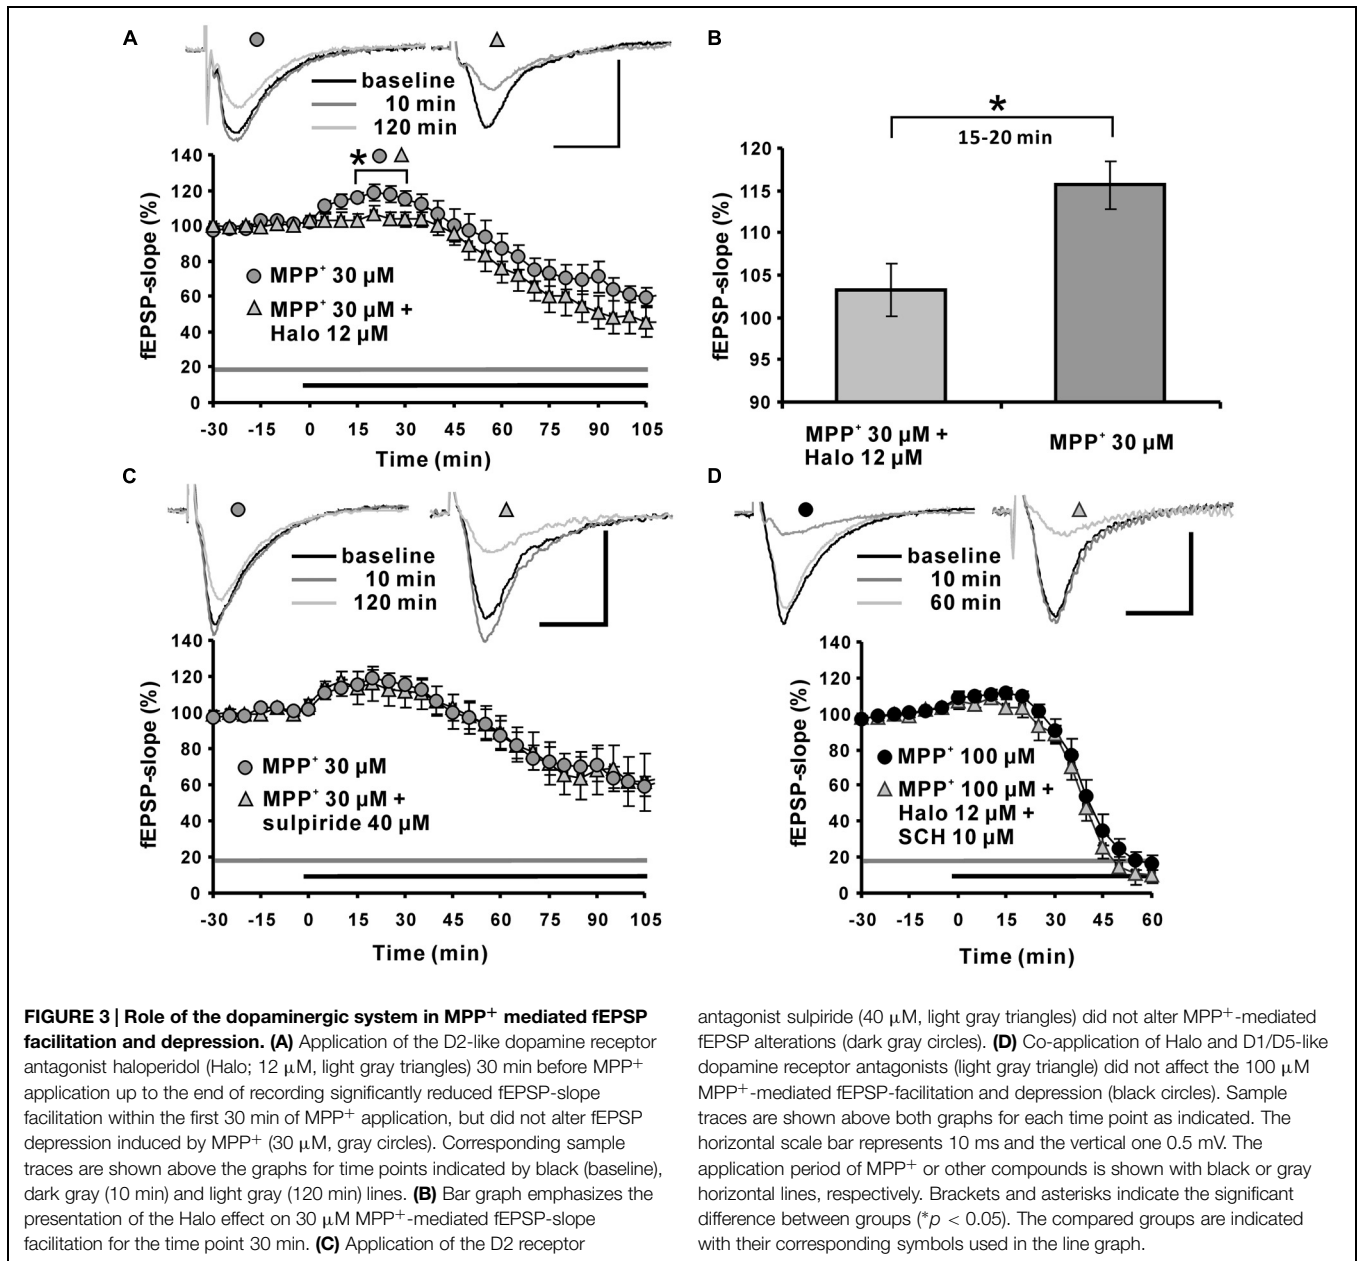 A
baseline
10 min
120 min
*
140
120
100
80
60
40
20
0
fEPSP-slope (%)
MPP⁺ 30 µM
MPP⁺ 30 µM +
Halo 12 µM
-30 -15 0 15 30 45 60 75 90 105
Time (min)
B
*
15-20 min
120
115
110
105
100
95
90
fEPSP-slope (%)
MPP⁺ 30 µM +
Halo 12 µM
MPP⁺ 30 µM
C
baseline
10 min
120 min
140
120
100
80
60
40
20
0
fEPSP-slope (%)
MPP⁺ 30 µM
MPP⁺ 30 µM +
sulpiride 40 µM
-30 -15 0 15 30 45 60 75 90 105
Time (min)
D
baseline
10 min
60 min
140
120
100
80
60
40
20
0
fEPSP-slope (%)
MPP⁺ 100 µM
MPP⁺ 100 µM +
Halo 12 µM +
SCH 10 µM
-30 -15 0 15 30 45 60
Time (min)
FIGURE 3 | Role of the dopaminergic system in MPP⁺ mediated fEPSP
facilitation and depression. (A) Application of the D2-like dopamine receptor
antagonist haloperidol (Halo; 12 µM, light gray triangles) 30 min before MPP⁺
application up to the end of recording significantly reduced fEPSP-slope
facilitation within the first 30 min of MPP⁺ application, but did not alter fEPSP
depression induced by MPP⁺ (30 µM, gray circles). Corresponding sample
traces are shown above the graphs for time points indicated by black (baseline),
dark gray (10 min) and light gray (120 min) lines. (B) Bar graph emphasizes the
presentation of the Halo effect on 30 µM MPP⁺-mediated fEPSP-slope
facilitation for the time point 30 min. (C) Application of the D2 receptor
antagonist sulpiride (40 µM, light gray triangles) did not alter MPP⁺-mediated
fEPSP alterations (dark gray circles). (D) Co-application of Halo and D1/D5-like
dopamine receptor antagonists (light gray triangle) did not affect the 100 µM
MPP⁺-mediated fEPSP-facilitation and depression (black circles). Sample
traces are shown above both graphs for each time point as indicated. The
horizontal scale bar represents 10 ms and the vertical one 0.5 mV. The
application period of MPP⁺ or other compounds is shown with black or gray
horizontal lines, respectively. Brackets and asterisks indicate the significant
difference between groups (*p < 0.05). The compared groups are indicated
with their corresponding symbols used in the line graph.